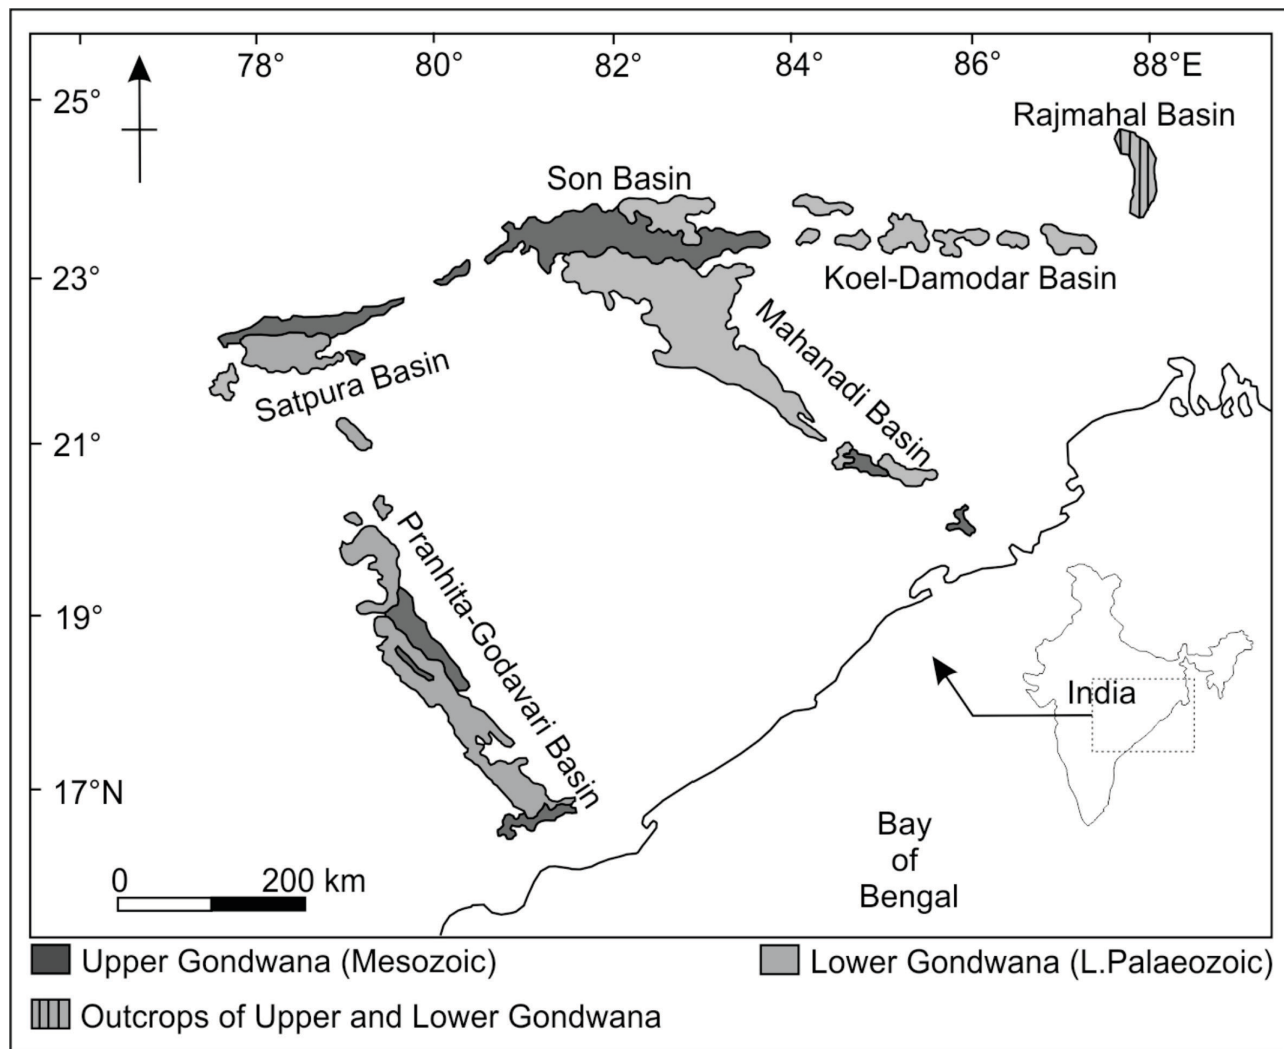 78°
80°
82°
84°
86°
88°E
25°
23°
21°
19°
17°N
Rajmahal Basin
Son Basin
Koel-Damodar Basin
Mahanadi Basin
Satpura Basin
Pranhita-Godavari Basin
India
Bay
of
Bengal
0 200 km
Upper Gondwana (Mesozoic)
Lower Gondwana (L.Palaeozoic)
Outcrops of Upper and Lower Gondwana